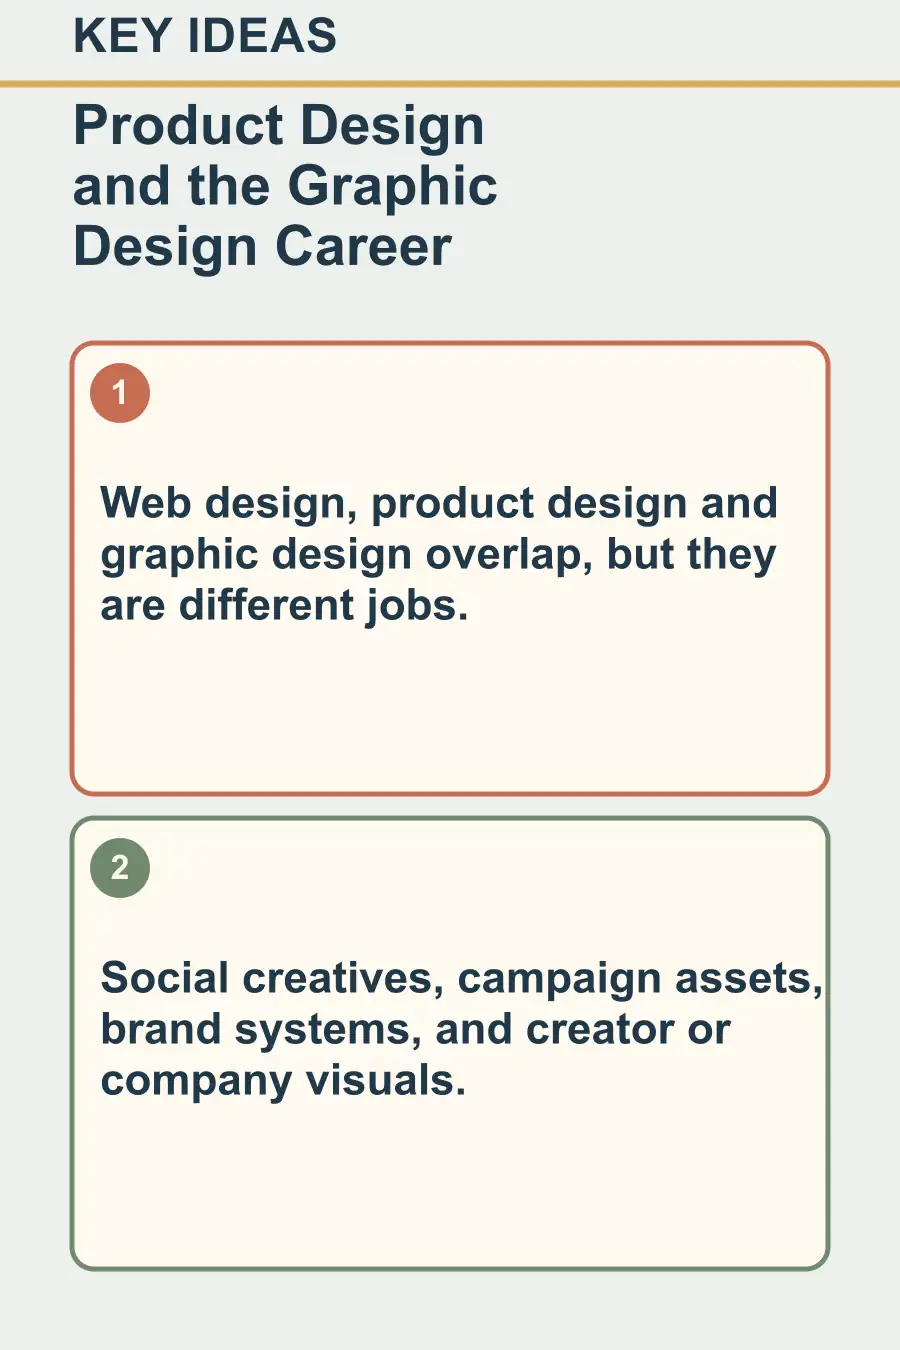 KEY IDEAS
Product Design
and the Graphic
Design Career
1
Web design, product design and
graphic design overlap, but they
are different jobs.
2
Social creatives, campaign assets,
brand systems, and creator or
company visuals.